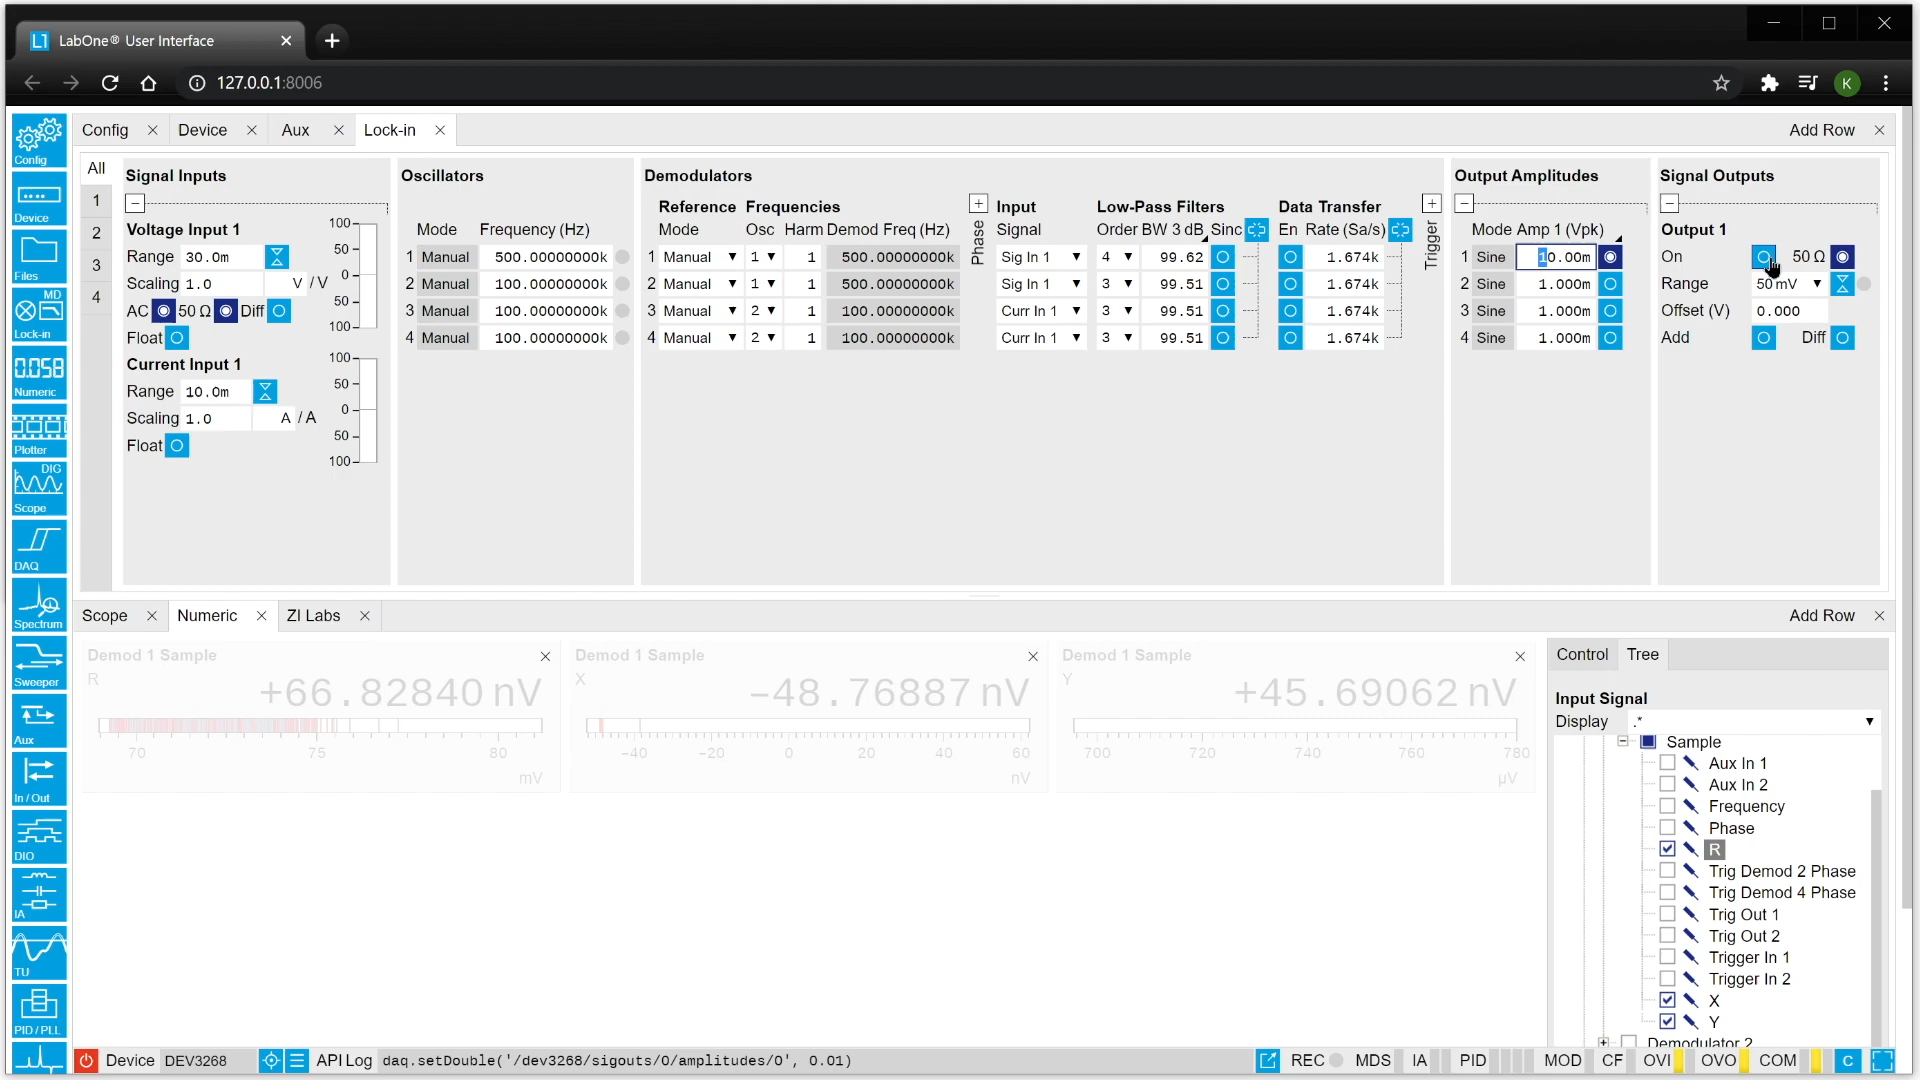 LabOne® User Interface
127.0.0.1:8006
K
Config
Device
Aux
Lock-in
Add Row
Config
Device
Files
MD
Lock-in
0.058
Numeric
Plotter
DIG
Scope
DAQ
Spectrum
Sweeper
Aux
In / Out
DIO
IA
TU
PID / PLL
All
1
2
3
4
Signal Inputs
Voltage Input 1
Range 30.0m
Scaling 1.0 V / V
AC 50 Ω Diff
Float
100
50
0
50
100
Current Input 1
Range 10.0m
Scaling 1.0 A / A
Float
100
50
0
50
100
Oscillators
Mode Frequency (Hz)
1 Manual 500.00000000k
2 Manual 100.00000000k
3 Manual 100.00000000k
4 Manual 100.00000000k
Demodulators
Reference Frequencies
Mode Osc Harm Demod Freq (Hz)
1 Manual 1 1 500.00000000k
2 Manual 1 1 500.00000000k
3 Manual 2 1 100.00000000k
4 Manual 2 1 100.00000000k
Phase
Input Low-Pass Filters Data Transfer
Signal Order BW 3 dB Sinc En Rate (Sa/s)
Sig In 1 4 99.62 1.674k
Sig In 1 3 99.51 1.674k
Curr In 1 3 99.51 1.674k
Curr In 1 3 99.51 1.674k
Trigger
Output Amplitudes
Mode Amp 1 (Vpk)
1 Sine 10.00m
2 Sine 1.000m
3 Sine 1.000m
4 Sine 1.000m
Signal Outputs
Output 1
On 50 Ω
Range 50 mV
Offset (V) 0.000
Add Diff
Scope
Numeric
ZI Labs
Add Row
Demod 1 Sample
R
+66.82840 nV
70 75 80
mV
Demod 1 Sample
X
-48.76887 nV
-40 -20 0 20 40 60
nV
Demod 1 Sample
Y
+45.69062 nV
700 720 740 760 780
µV
Control Tree
Input Signal
Display .*
Sample
Aux In 1
Aux In 2
Frequency
Phase
R
Trig Demod 2 Phase
Trig Demod 4 Phase
Trig Out 1
Trig Out 2
Trigger In 1
Trigger In 2
X
Y
Demodulator 2
Device DEV3268 API Log daq.setDouble('/dev3268/sigouts/0/amplitudes/0', 0.01) REC MDS IA PID MOD CF OVI OVO COM C